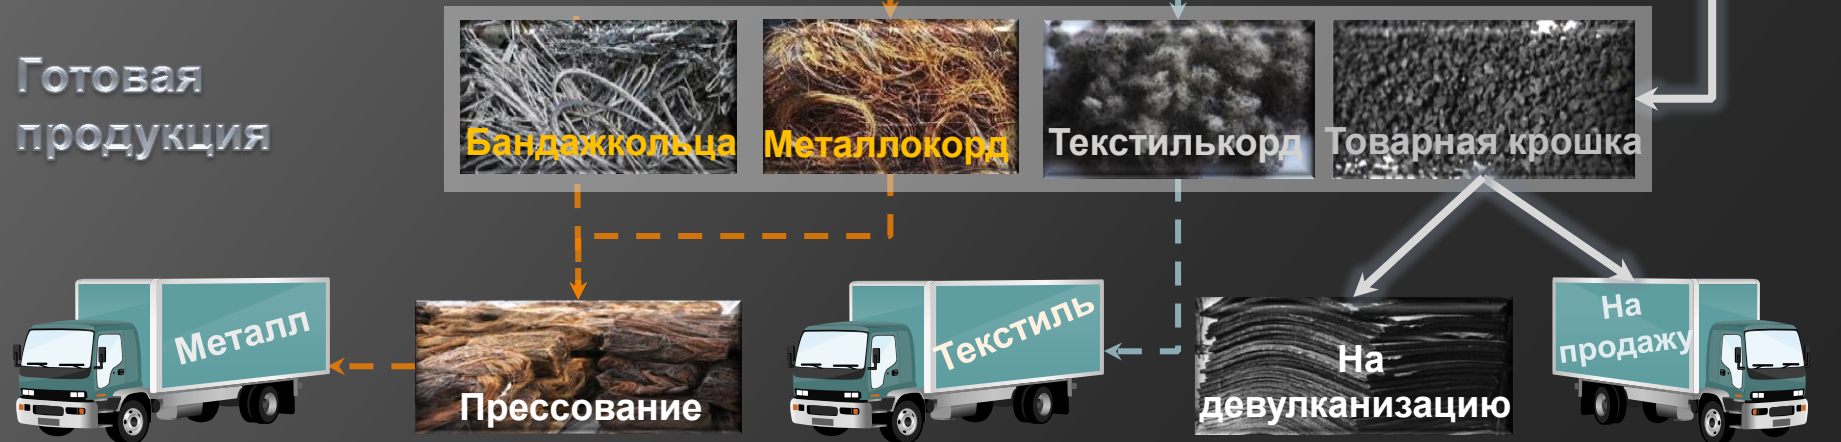 Готовая
продукция
Бандажкольца
Металлокорд
Текстилькорд
Товарная крошка
Металл
Прессование
Текстиль
На
девулканизацию
На
продажу